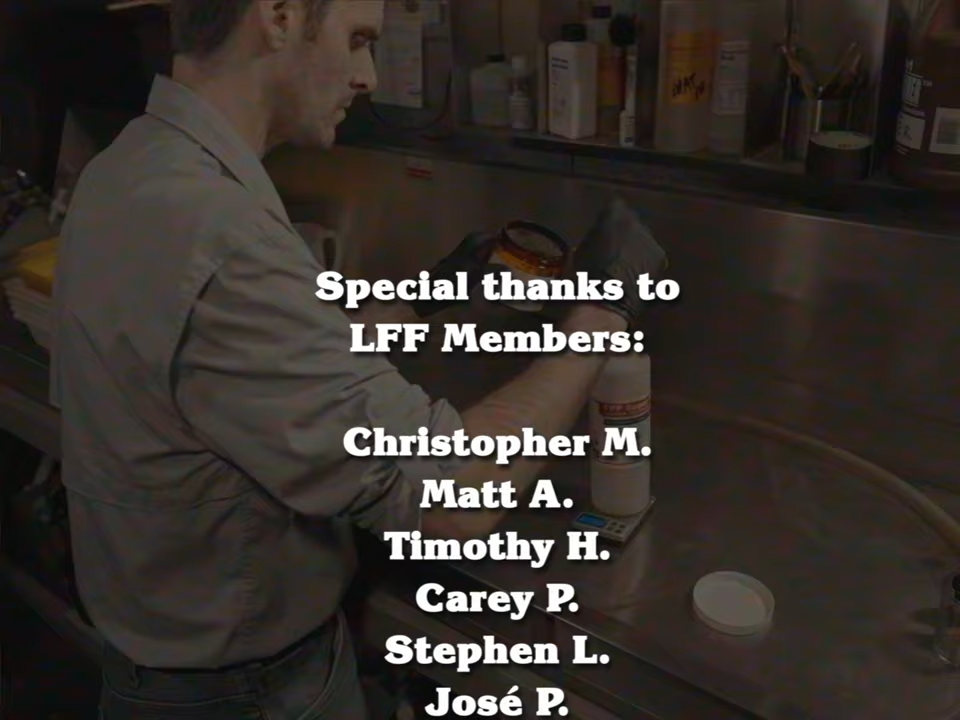 Special thanks to
LFF Members:
Christopher M.
Matt A.
Timothy H.
Carey P.
Stephen L.
José P.